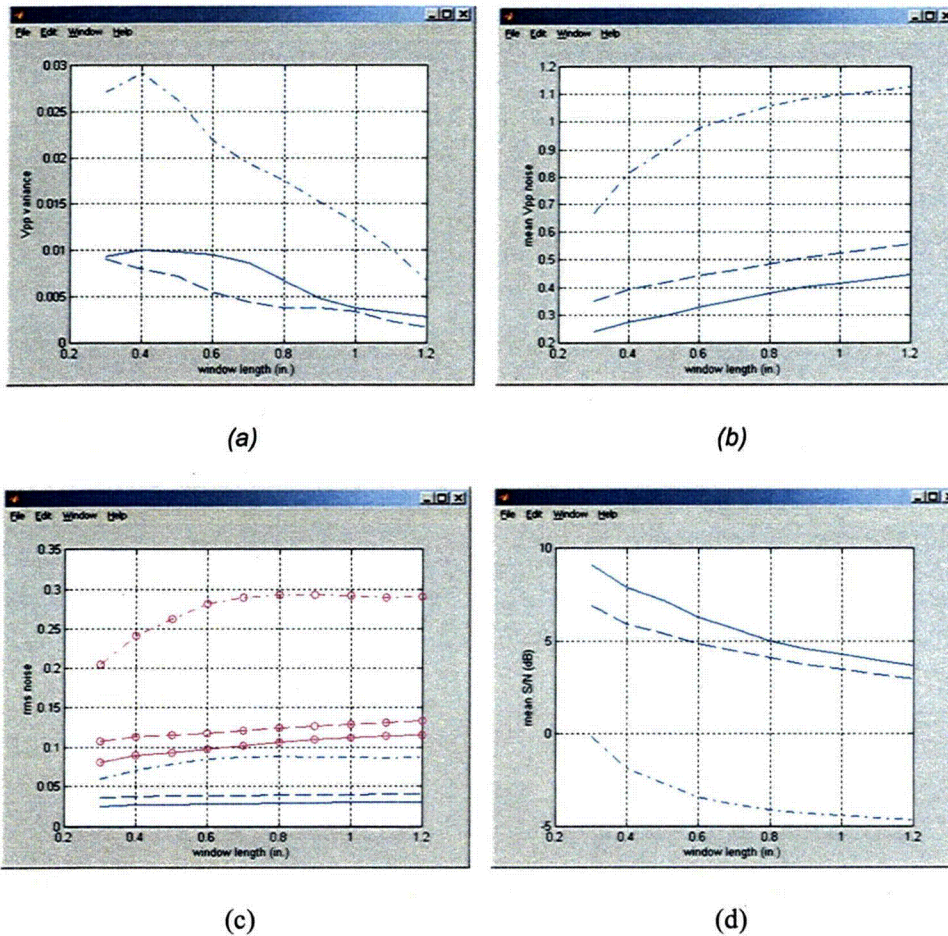 File Edit Window Help
0.03
0.025
0.02
0.015
0.01
0.005
0
Vpp variance
0.2 0.4 0.6 0.8 1 1.2
window length (in.)
(a)
File Edit Window Help
1.2
1.1
1
0.9
0.8
0.7
0.6
0.5
0.4
0.3
0.2
mean Vpp noise
0.2 0.4 0.6 0.8 1 1.2
window length (in.)
(b)
File Edit Window Help
0.35
0.3
0.25
0.2
0.15
0.1
0.05
0
rms noise
0.2 0.4 0.6 0.8 1 1.2
window length (in.)
(c)
File Edit Window Help
10
5
0
-5
mean S/N (dB)
0.2 0.4 0.6 0.8 1 1.2
window length (in.)
(d)